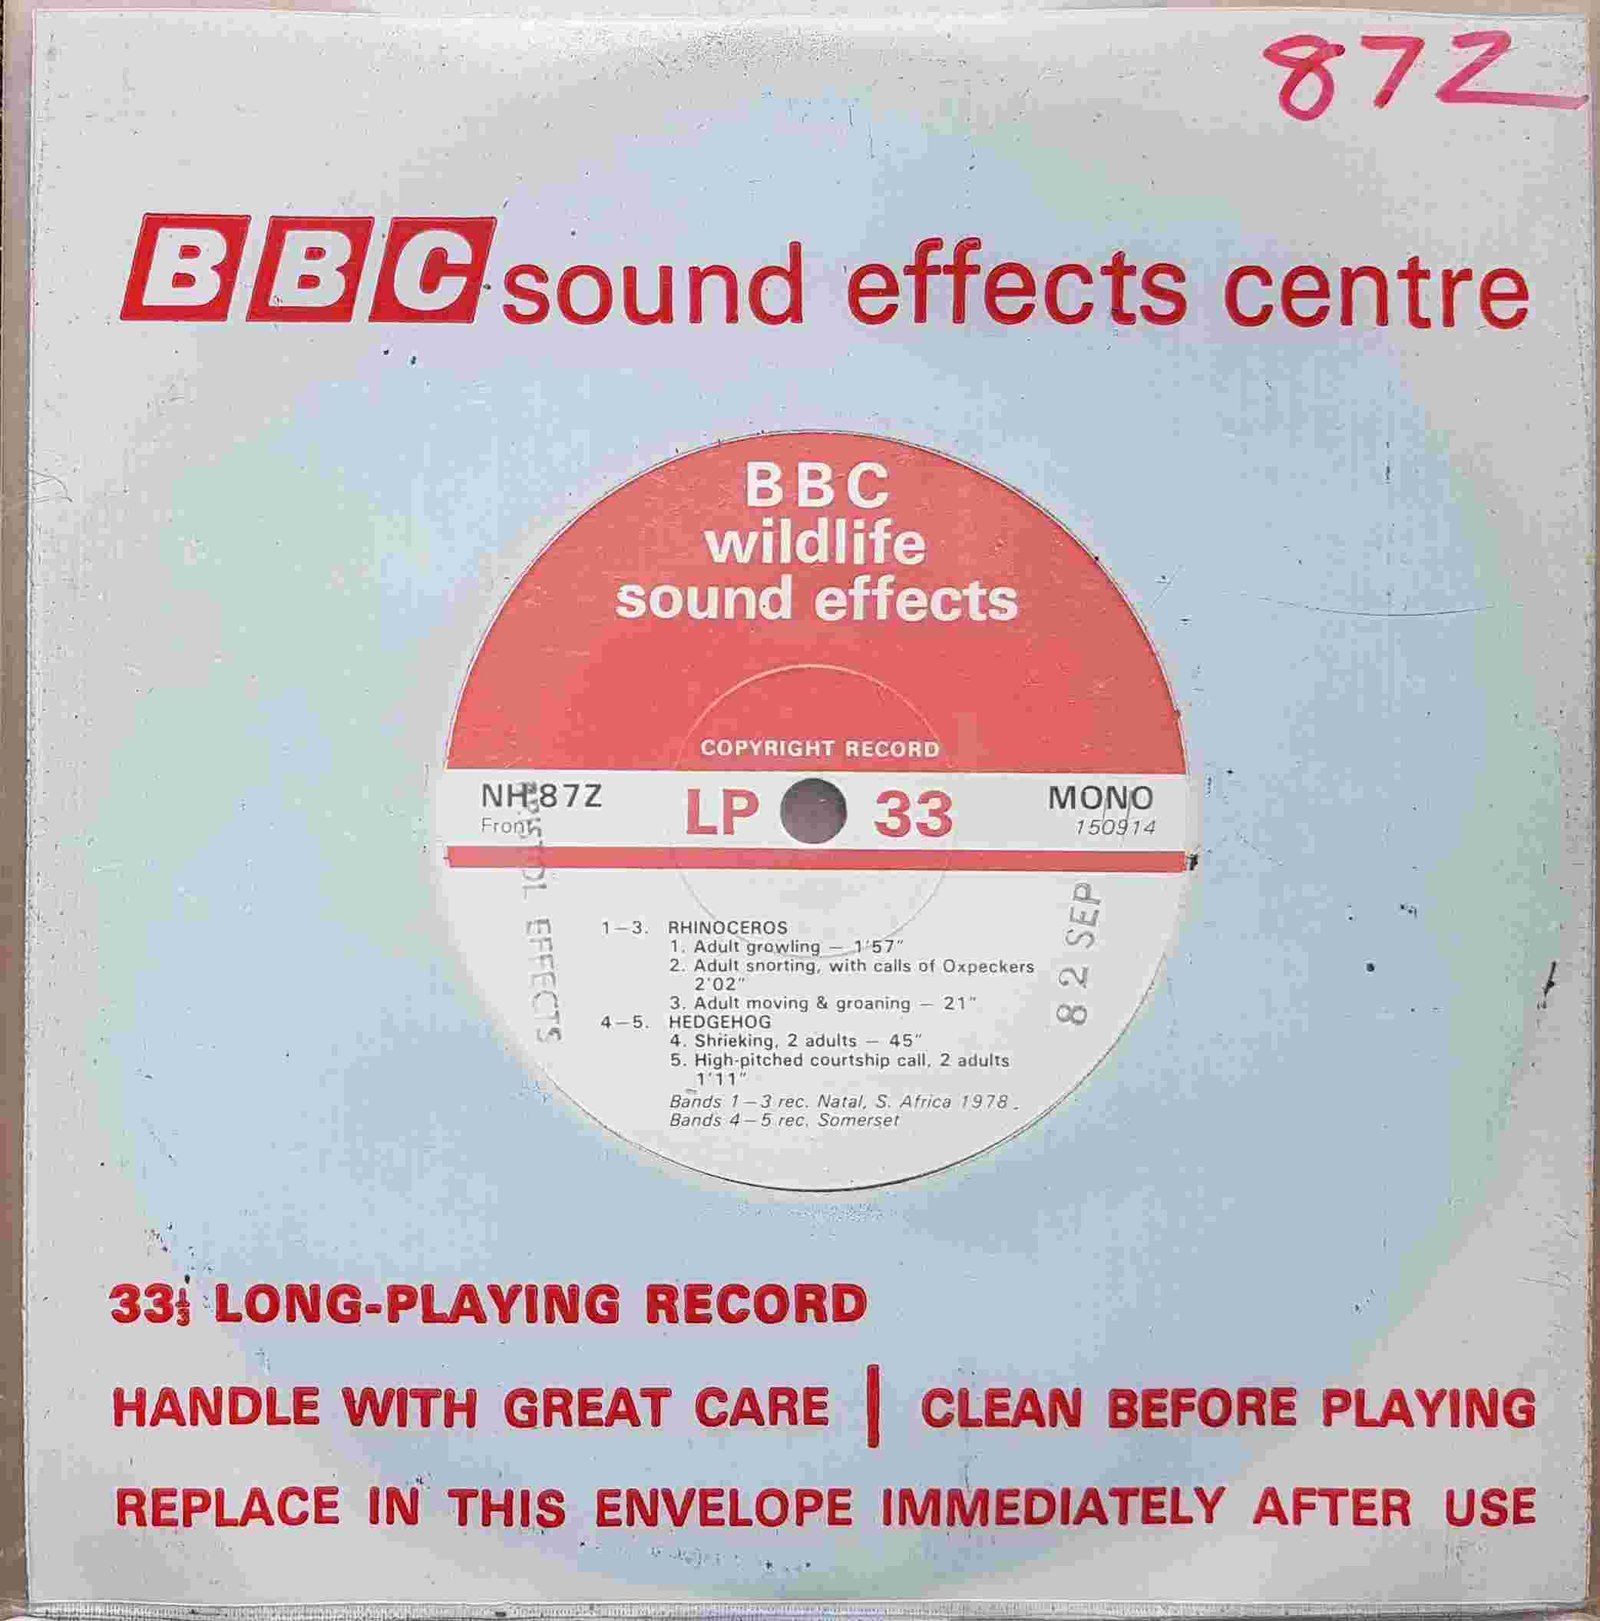 87Z
BBC sound effects centre
BBC
wildlife
sound effects
COPYRIGHT RECORD
NH 87Z LP 33 MONO
Front 150914
BRISTOL EFFECTS
82 SEP
1–3. RHINOCEROS
1. Adult growling – 1'57"
2. Adult snorting, with calls of Oxpeckers
2'02"
3. Adult moving & groaning – 21"
4–5. HEDGEHOG
4. Shrieking, 2 adults – 45"
5. High-pitched courtship call, 2 adults
1'11"
Bands 1–3 rec. Natal, S. Africa 1978.
Bands 4–5 rec. Somerset
33⅓ LONG-PLAYING RECORD
HANDLE WITH GREAT CARE | CLEAN BEFORE PLAYING
REPLACE IN THIS ENVELOPE IMMEDIATELY AFTER USE